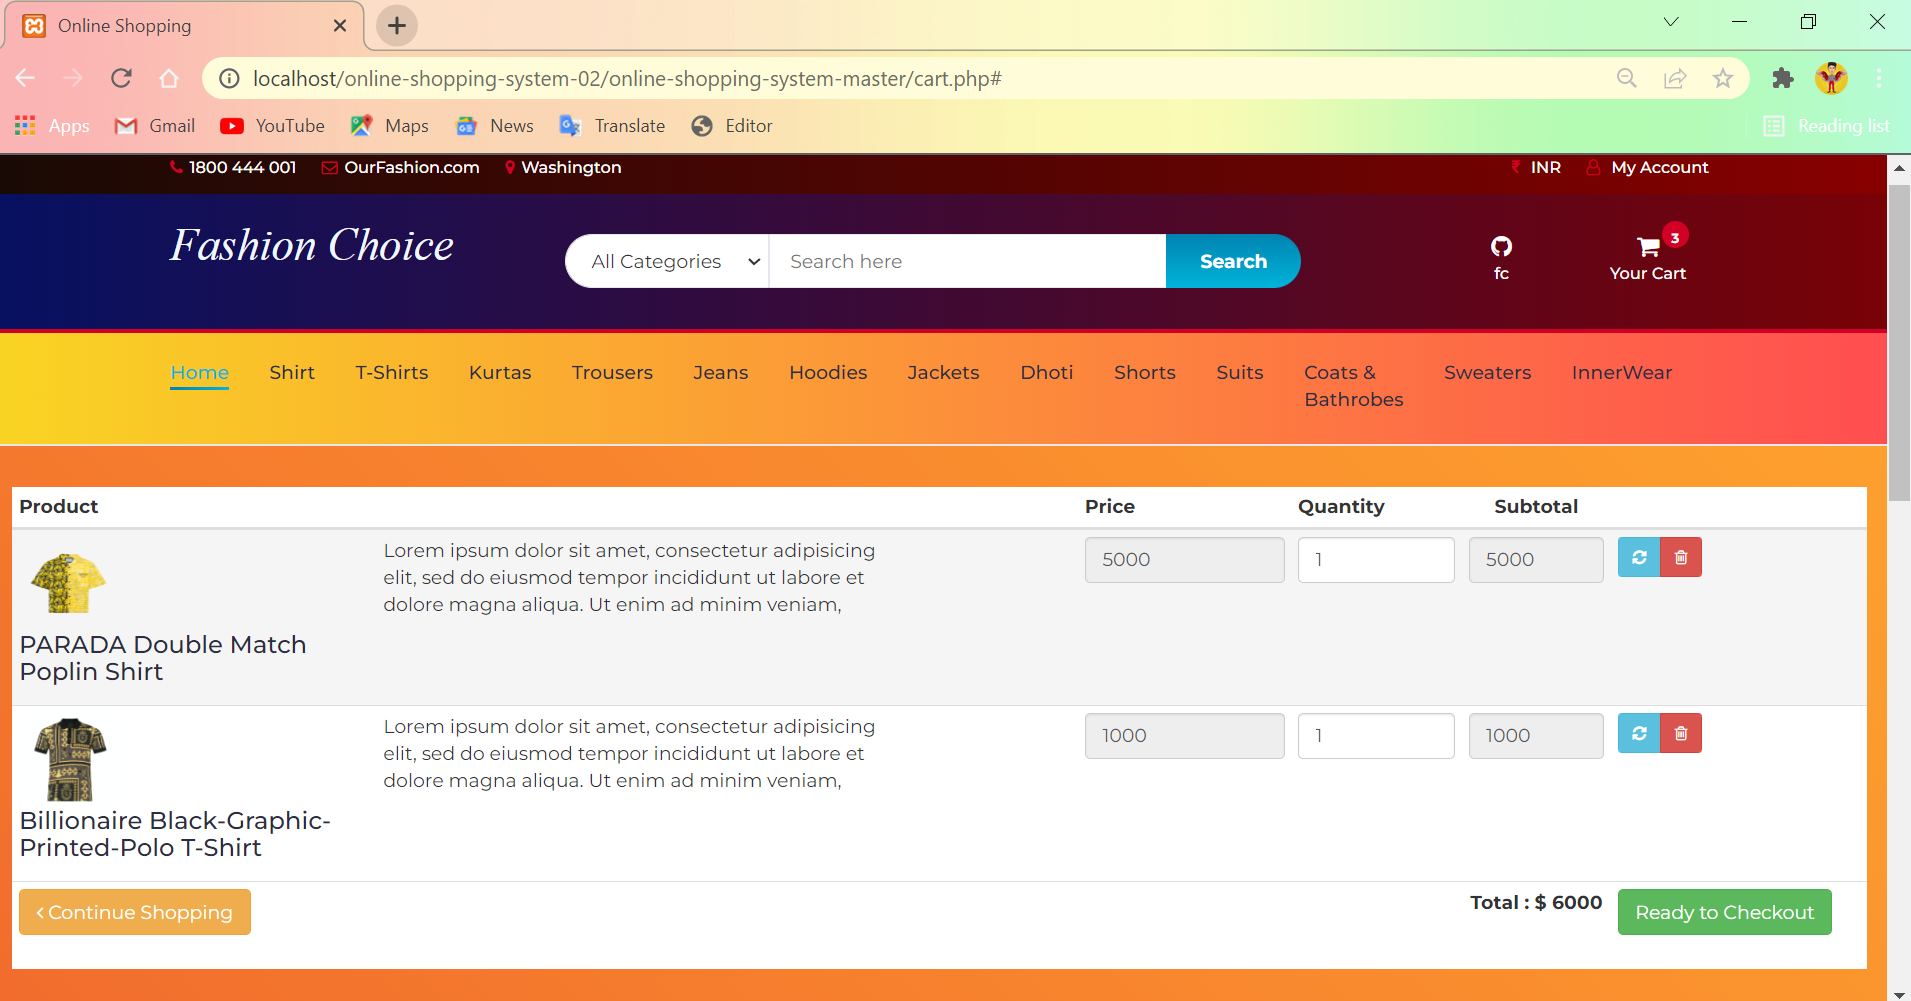 Online Shopping
localhost/online-shopping-system-02/online-shopping-system-master/cart.php#
Apps Gmail YouTube Maps News Translate Editor Reading list
1800 444 001 OurFashion.com Washington ₹ INR My Account
Fashion Choice All Categories Search here Search fc 3 Your Cart
Home Shirt T-Shirts Kurtas Trousers Jeans Hoodies Jackets Dhoti Shorts Suits Coats & Sweaters InnerWear
Bathrobes
Product Price Quantity Subtotal
Lorem ipsum dolor sit amet, consectetur adipisicing
elit, sed do eiusmod tempor incididunt ut labore et
dolore magna aliqua. Ut enim ad minim veniam,
5000 1 5000
PARADA Double Match
Poplin Shirt
Lorem ipsum dolor sit amet, consectetur adipisicing
elit, sed do eiusmod tempor incididunt ut labore et
dolore magna aliqua. Ut enim ad minim veniam,
1000 1 1000
Billionaire Black-Graphic-
Printed-Polo T-Shirt
Continue Shopping Total : $ 6000 Ready to Checkout